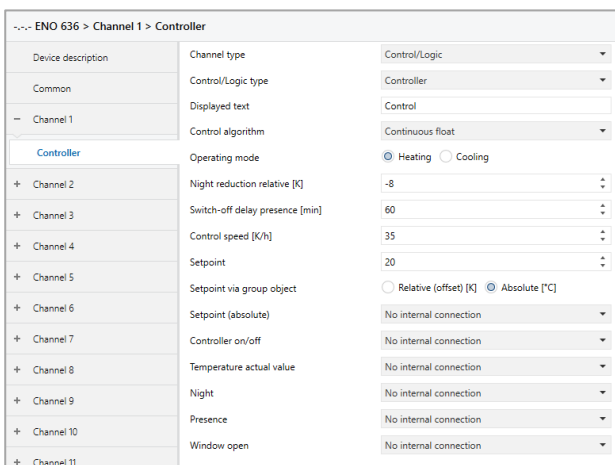 -.-.- ENO 636 > Channel 1 > Controller
Device description
Common
− Channel 1
Controller
+ Channel 2
+ Channel 3
+ Channel 4
+ Channel 5
+ Channel 6
+ Channel 7
+ Channel 8
+ Channel 9
+ Channel 10
+ Channel 11
Channel type Control/Logic
Control/Logic type Controller
Displayed text Control
Control algorithm Continuous float
Operating mode Heating Cooling
Night reduction relative [K] -8
Switch-off delay presence [min] 60
Control speed [K/h] 35
Setpoint 20
Setpoint via group object Relative (offset) [K] Absolute [°C]
Setpoint (absolute) No internal connection
Controller on/off No internal connection
Temperature actual value No internal connection
Night No internal connection
Presence No internal connection
Window open No internal connection